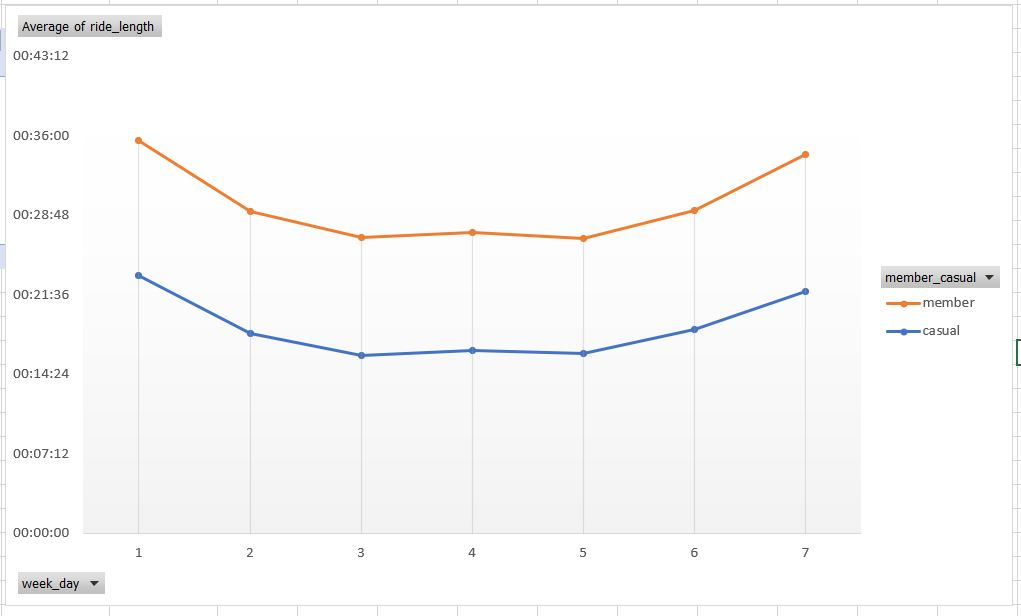 Average of ride_length
00:43:12
00:36:00
00:28:48
00:21:36
00:14:24
00:07:12
00:00:00
1 2 3 4 5 6 7
member_casual
member
casual
week_day